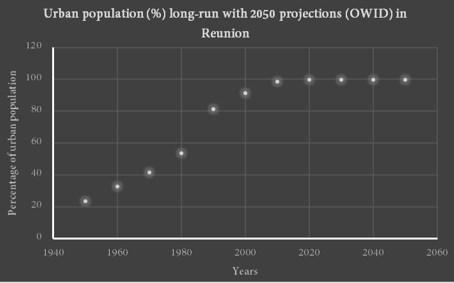 Urban population (%) long-run with 2050 projections (OWID) in
Reunion
120
100
80
60
40
20
0
Percentage of urban population
1940 1960 1980 2000 2020 2040 2060
Years